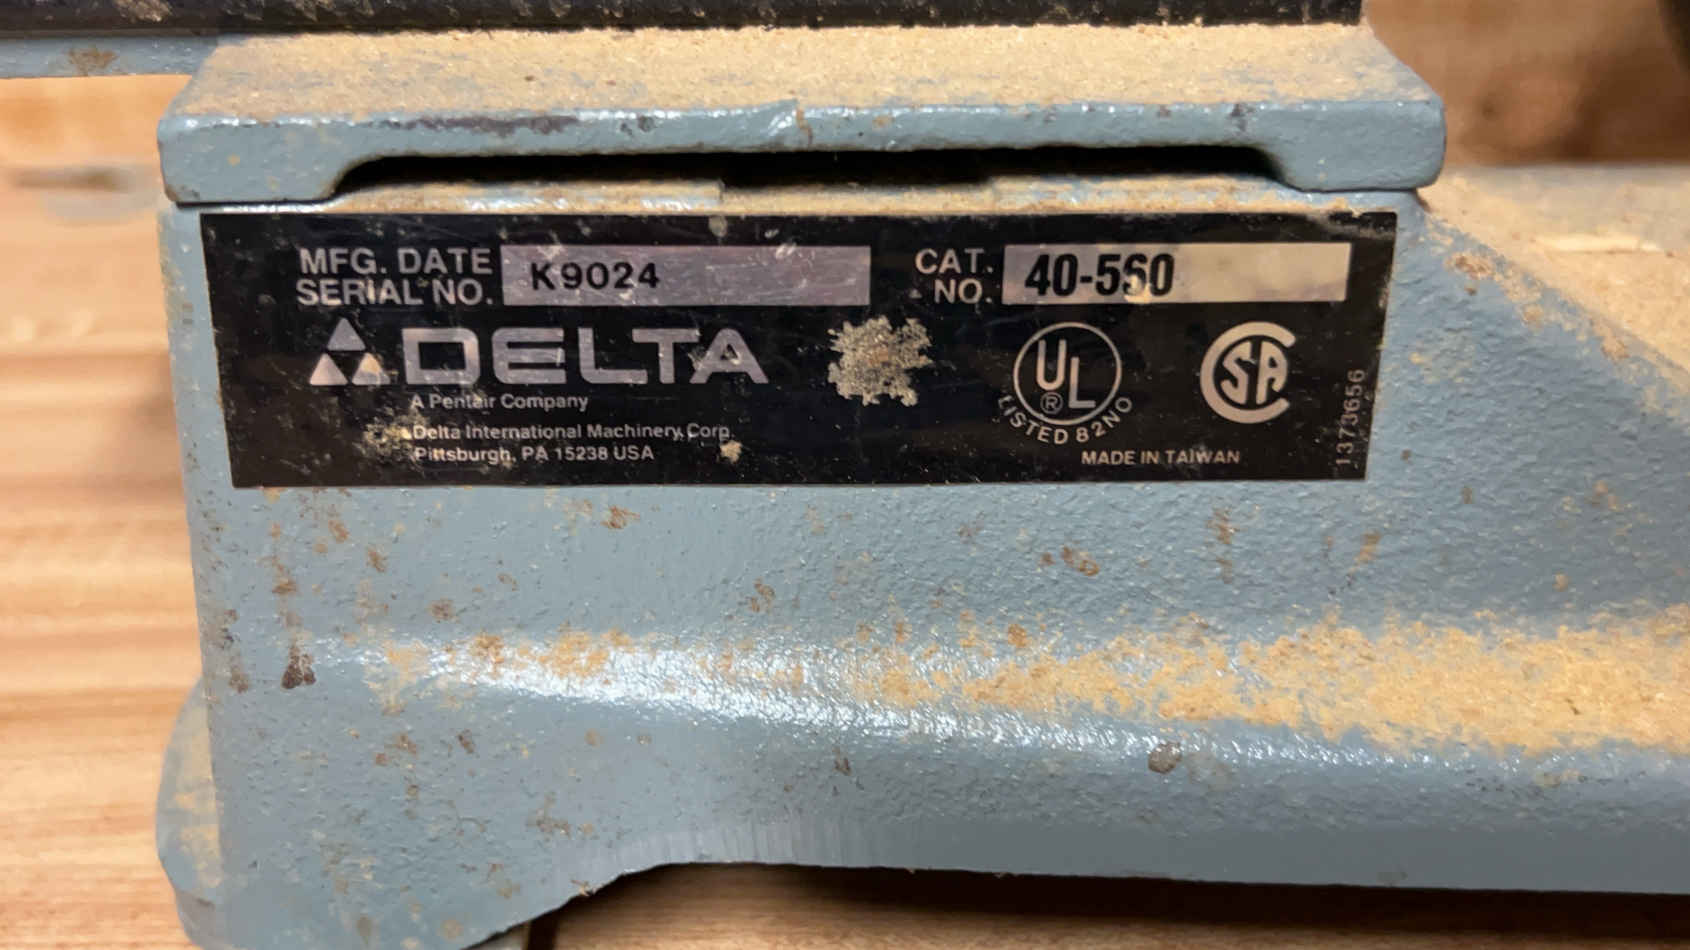 MFG. DATE
SERIAL NO.
K9024
CAT.
NO.
40-560
DELTA
A Pentair Company
Delta International Machinery Corp.
Pittsburgh, PA 15238 USA
UL
®
LISTED 82NO
CSA
MADE IN TAIWAN
1373656